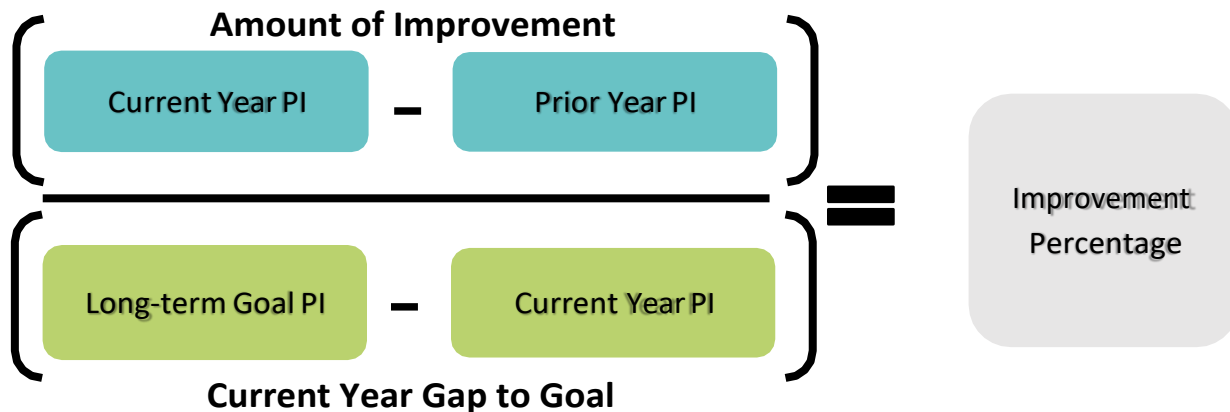 Amount of Improvement
Current Year PI - Prior Year PI
=
Improvement
Percentage
Long-term Goal PI - Current Year PI
Current Year Gap to Goal